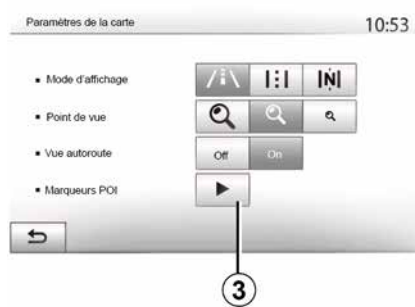 Paramètres de la carte 10:53
▪ Mode d'affichage N
▪ Point de vue
▪ Vue autoroute Off On
▪ Marqueurs POI
3